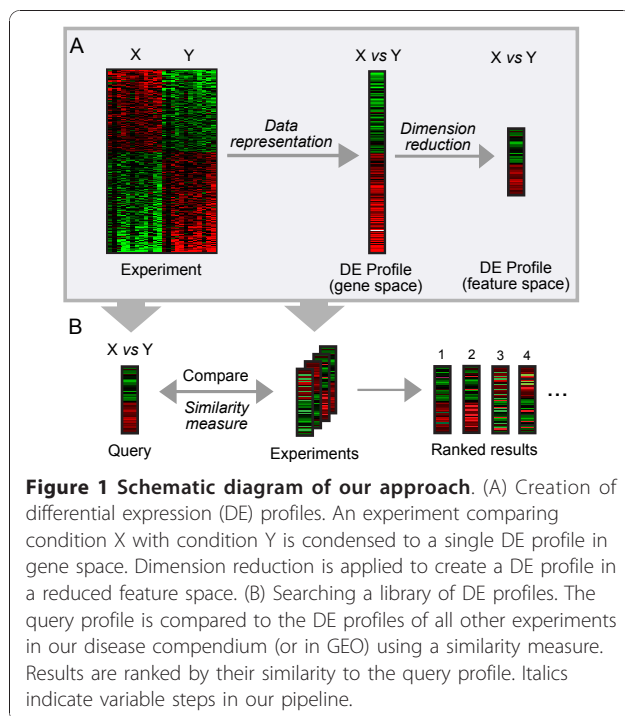 A
X Y
X vs Y
X vs Y
Data
representation
Dimension
reduction
Experiment
DE Profile
(gene space)
DE Profile
(feature space)
B
X vs Y
Compare
Similarity
measure
1 2 3 4
...
Query
Experiments
Ranked results
Figure 1 Schematic diagram of our approach. (A) Creation of
differential expression (DE) profiles. An experiment comparing
condition X with condition Y is condensed to a single DE profile in
gene space. Dimension reduction is applied to create a DE profile in
a reduced feature space. (B) Searching a library of DE profiles. The
query profile is compared to the DE profiles of all other experiments
in our disease compendium (or in GEO) using a similarity measure.
Results are ranked by their similarity to the query profile. Italics
indicate variable steps in our pipeline.